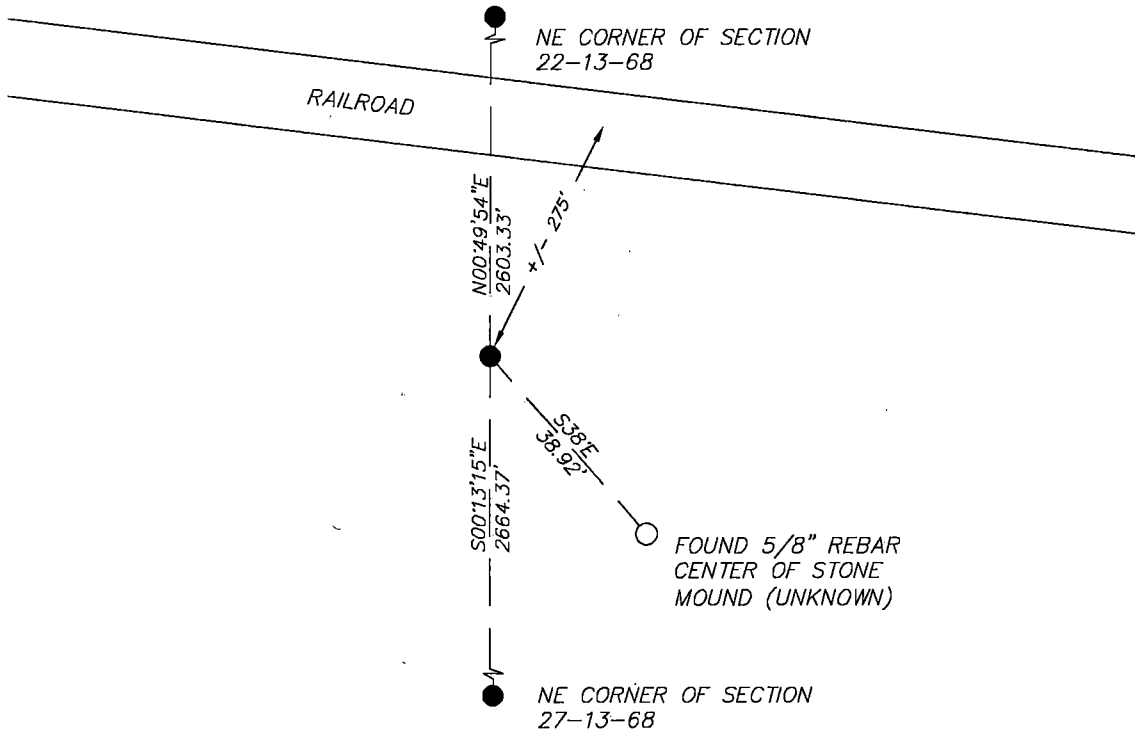 NE CORNER OF SECTION
22-13-68
RAILROAD
N00°49'54"E
2603.33'
+/- 275'
S38°E
38.92'
S00°13'15"E
2664.37'
FOUND 5/8" REBAR
CENTER OF STONE
MOUND (UNKNOWN)
NE CORNER OF SECTION
27-13-68